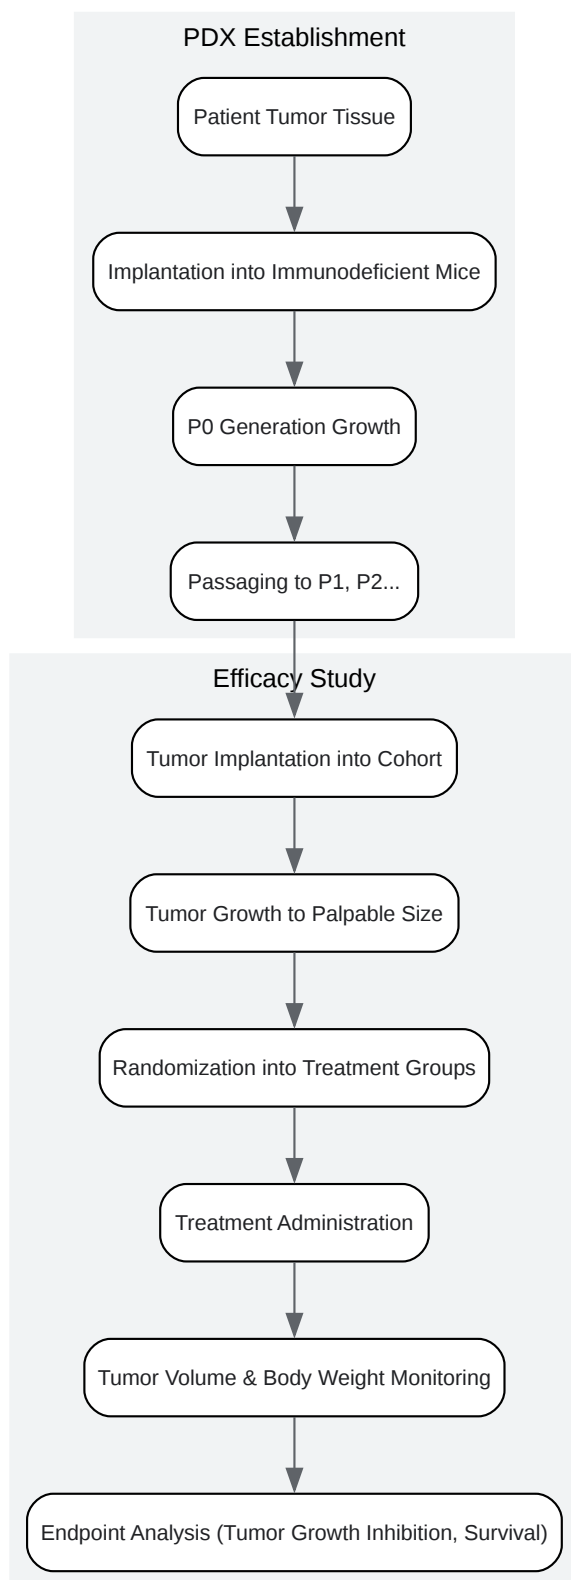 PDX Establishment
Patient Tumor Tissue
Implantation into Immunodeficient Mice
P0 Generation Growth
Passaging to P1, P2...
Efficacy Study
Tumor Implantation into Cohort
Tumor Growth to Palpable Size
Randomization into Treatment Groups
Treatment Administration
Tumor Volume & Body Weight Monitoring
Endpoint Analysis (Tumor Growth Inhibition, Survival)